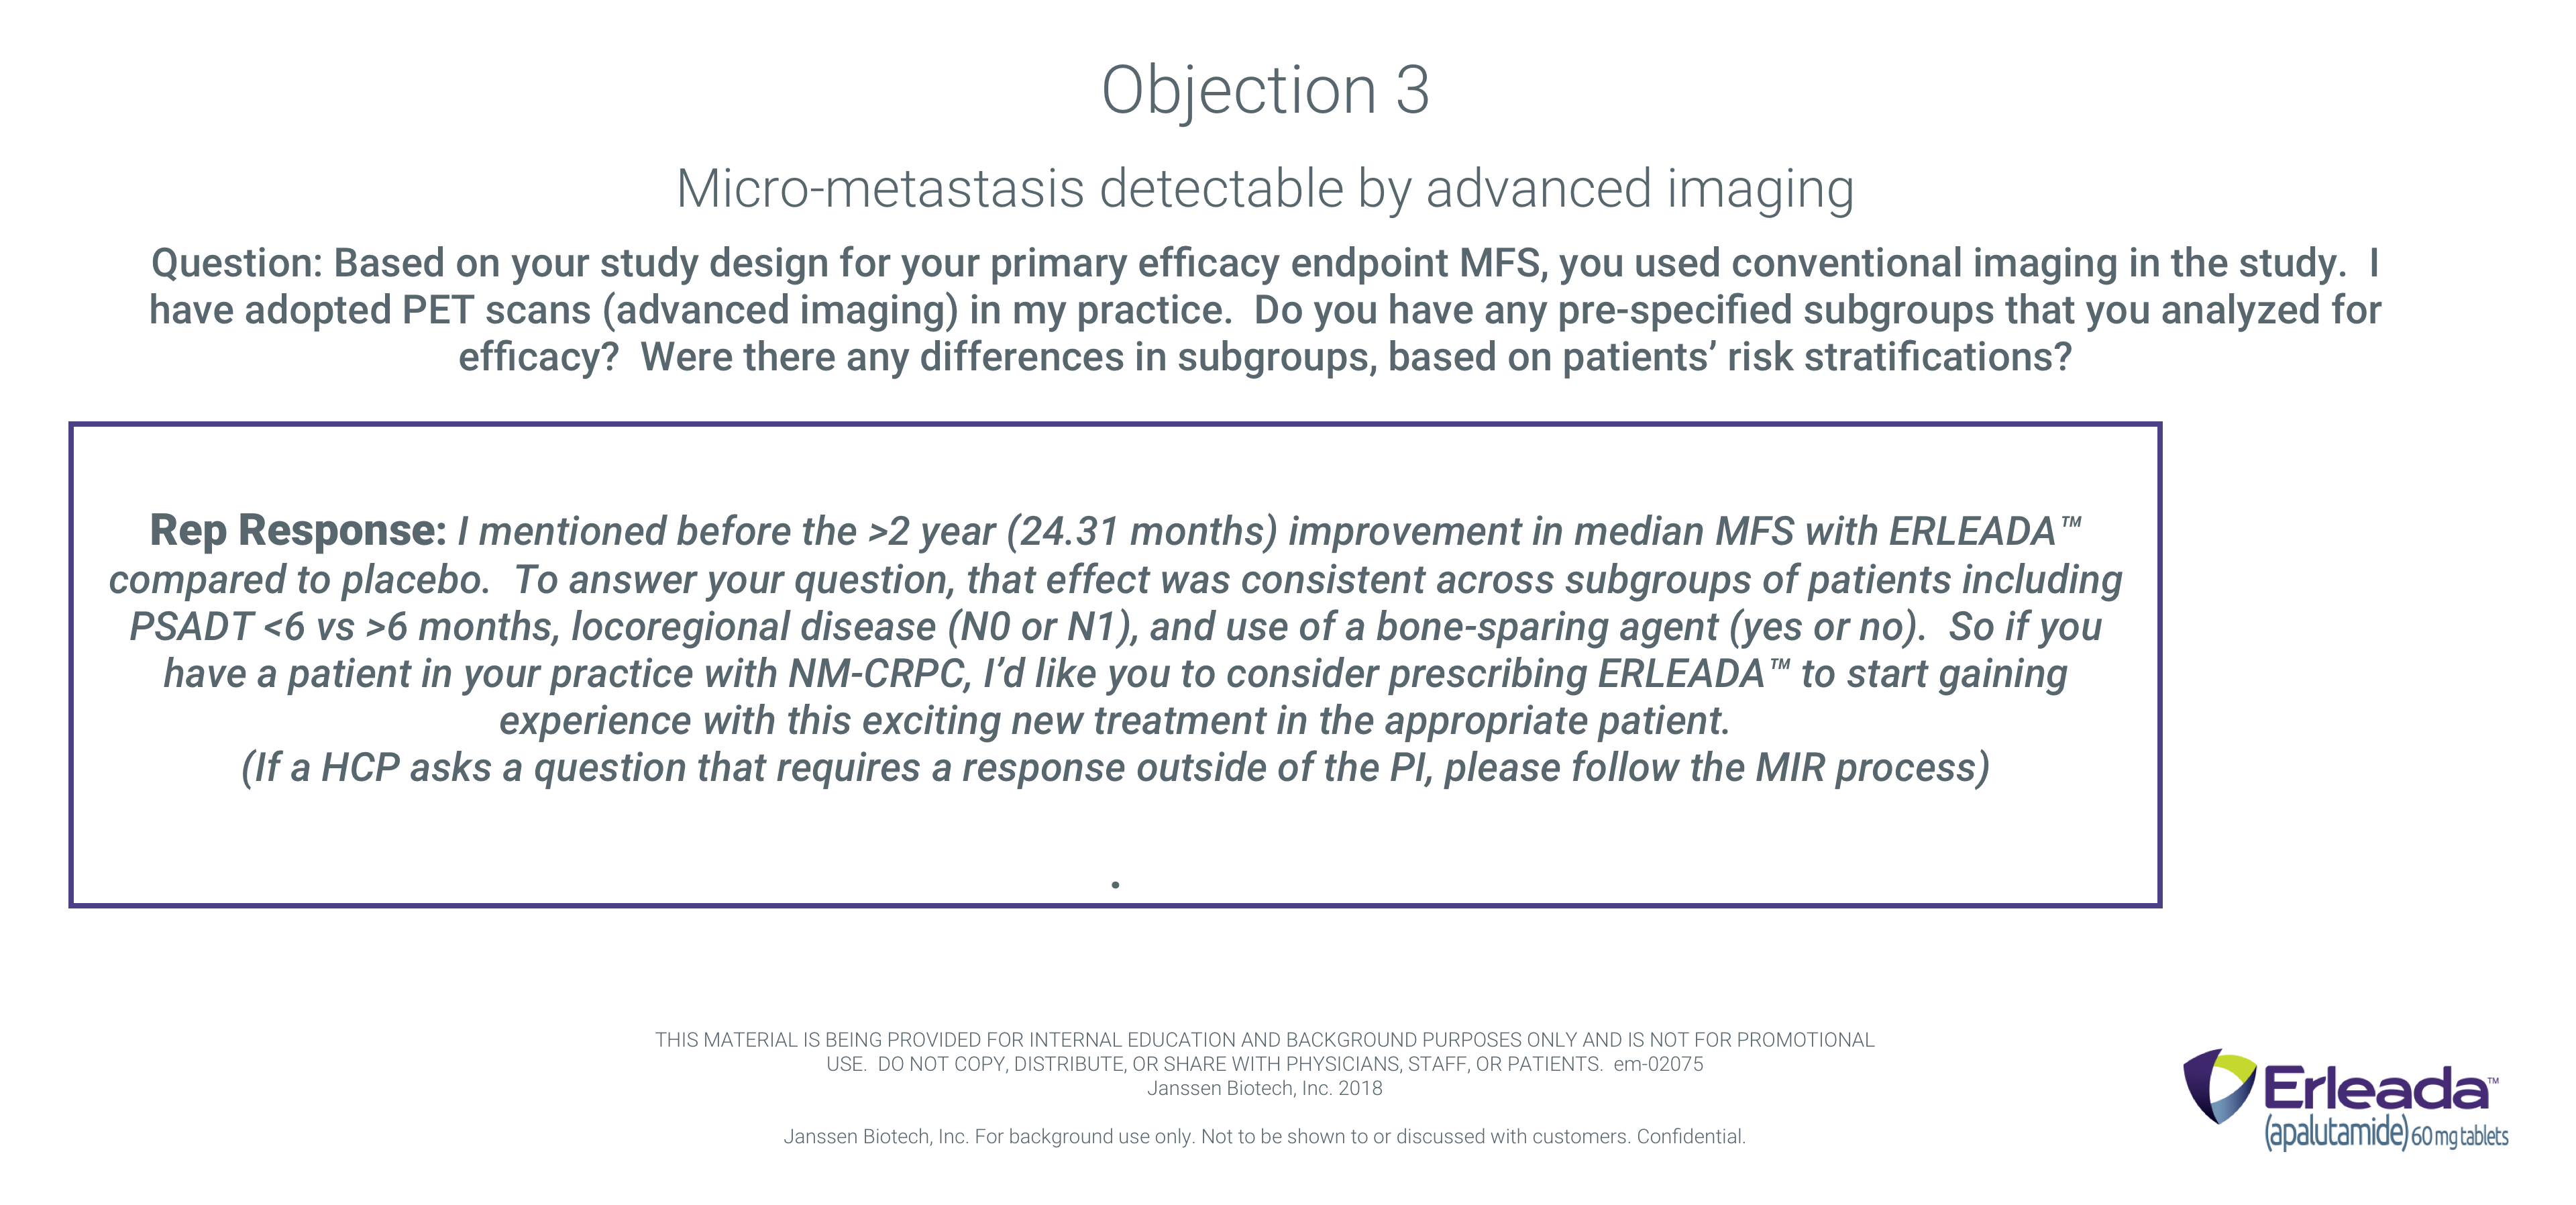 Objection 3
Micro-metastasis detectable by advanced imaging
Question: Based on your study design for your primary efficacy endpoint MFS, you used conventional imaging in the study.  I
have adopted PET scans (advanced imaging) in my practice.  Do you have any pre-specified subgroups that you analyzed for
efficacy?  Were there any differences in subgroups, based on patients’ risk stratifications?
Rep Response: I mentioned before the >2 year (24.31 months) improvement in median MFS with ERLEADA™
compared to placebo.  To answer your question, that effect was consistent across subgroups of patients including
PSADT <6 vs >6 months, locoregional disease (N0 or N1), and use of a bone-sparing agent (yes or no).  So if you
have a patient in your practice with NM-CRPC, I’d like you to consider prescribing ERLEADA™ to start gaining
experience with this exciting new treatment in the appropriate patient.
(If a HCP asks a question that requires a response outside of the PI, please follow the MIR process)
.
THIS MATERIAL IS BEING PROVIDED FOR INTERNAL EDUCATION AND BACKGROUND PURPOSES ONLY AND IS NOT FOR PROMOTIONAL
USE.  DO NOT COPY, DISTRIBUTE, OR SHARE WITH PHYSICIANS, STAFF, OR PATIENTS.  em-02075
Janssen Biotech, Inc. 2018
Janssen Biotech, Inc. For background use only. Not to be shown to or discussed with customers. Confidential.
Erleada™
(apalutamide) 60 mg tablets